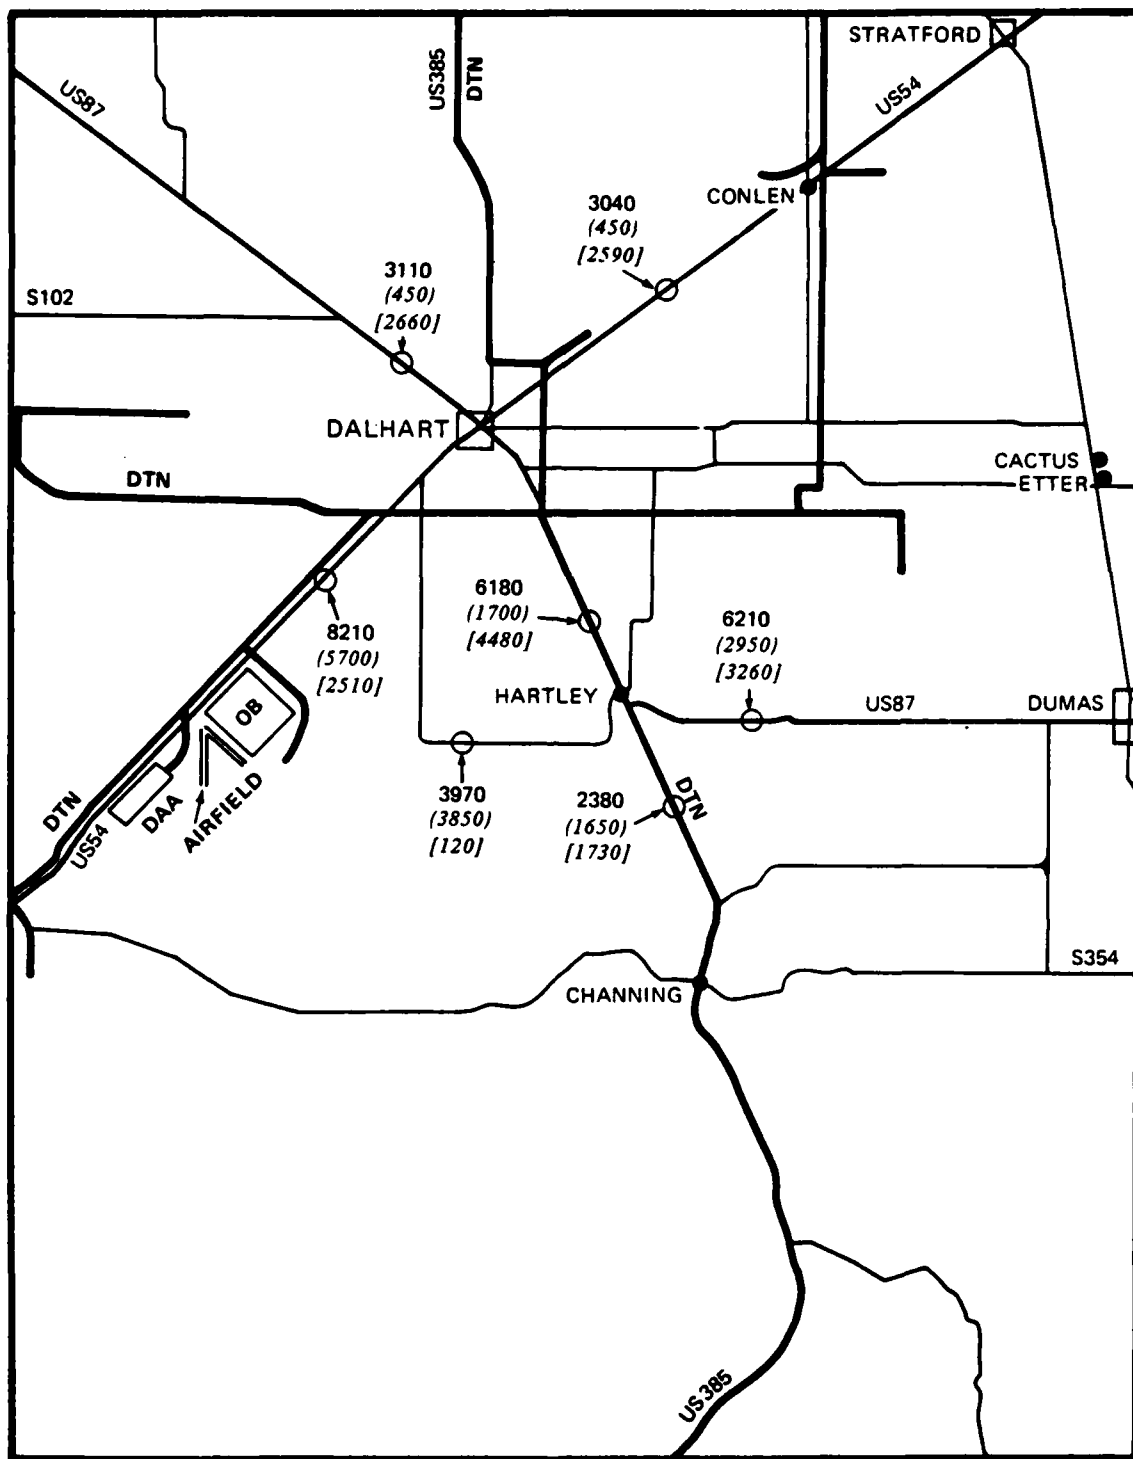 STRATFORD
US87
US385
DTN
US54
CONLEN
3040
(450)
[2590]
3110
(450)
[2660]
S102
DALHART
CACTUS
ETTER
DTN
6180
(1700)
[4480]
6210
(2950)
[3260]
8210
(5700)
[2510]
HARTLEY
US87
DUMAS
OB
DTN
US54
DAA
AIRFIELD
3970
(3850)
[120]
2380
(1650)
[1730]
DTN
S354
CHANNING
US385